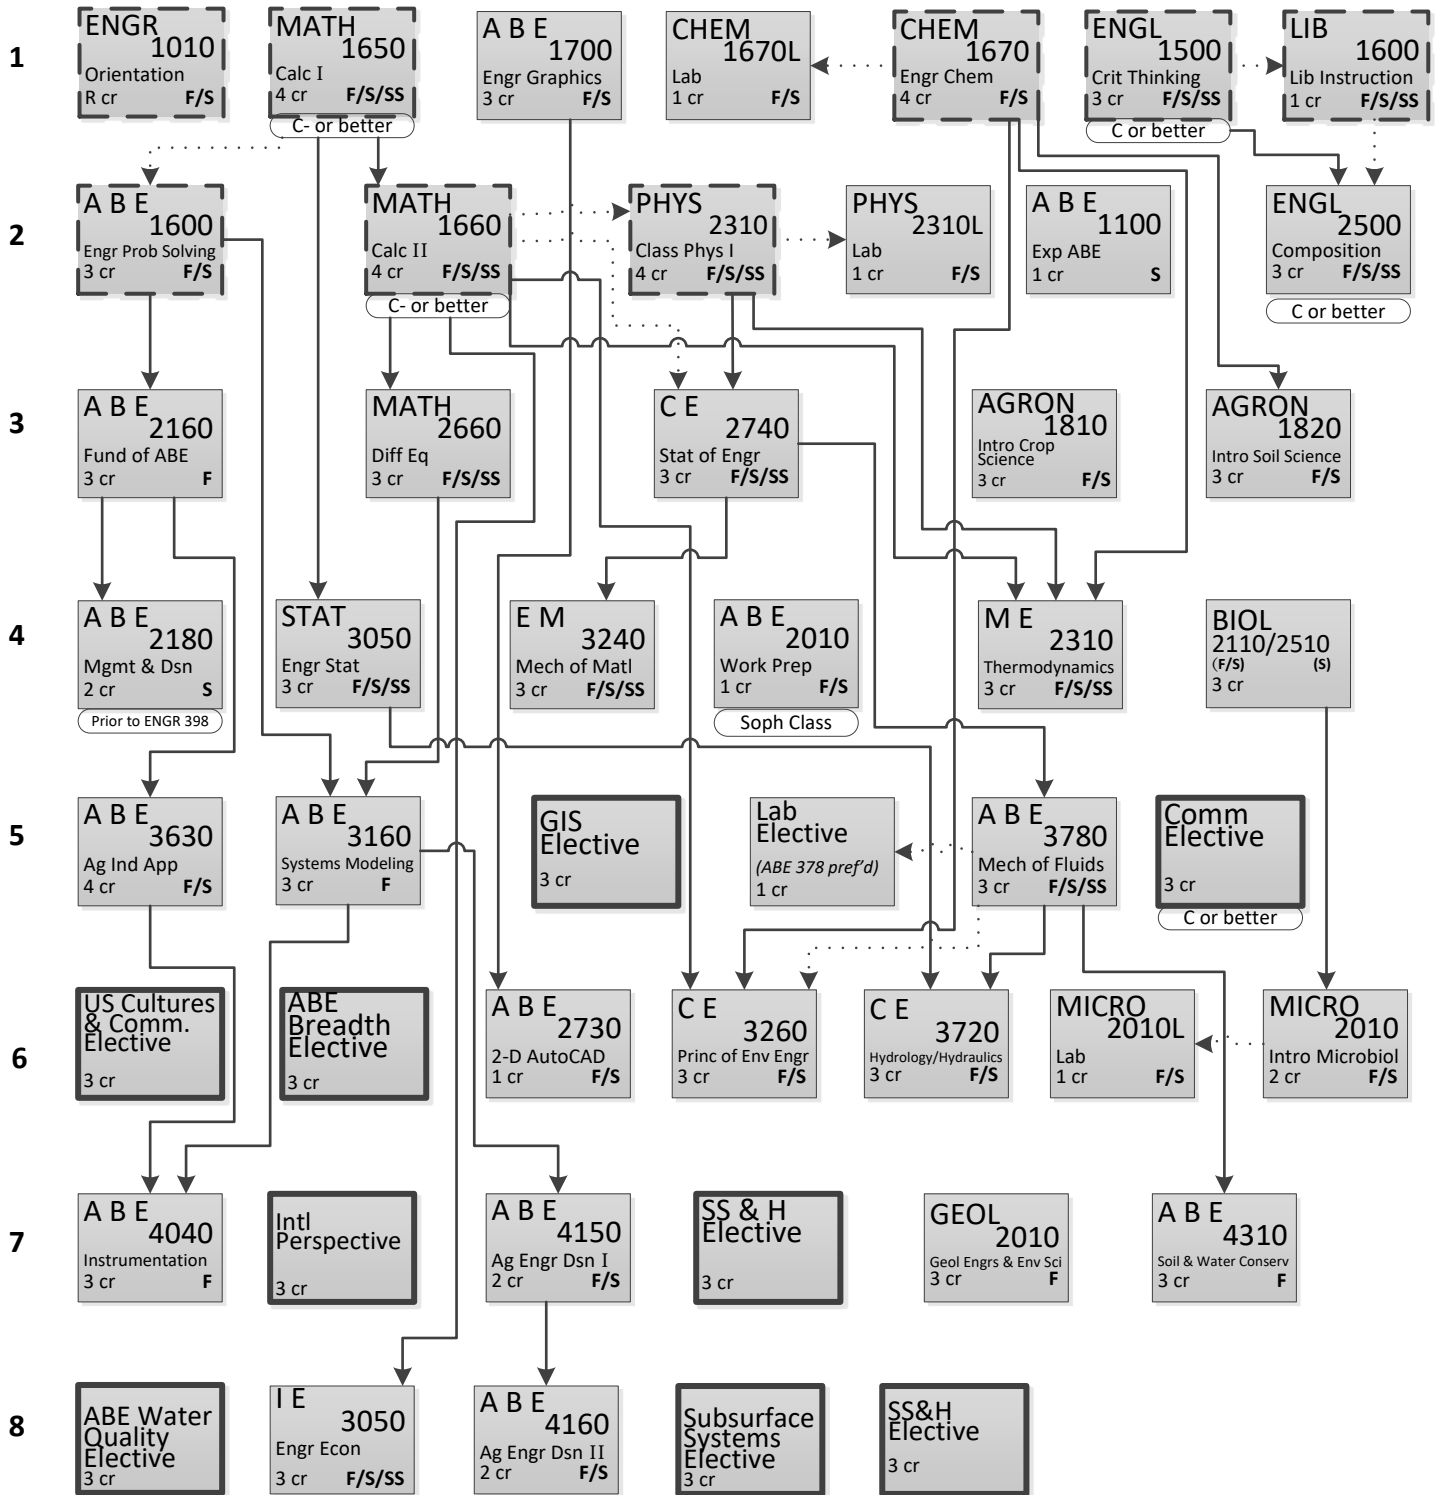 1
ENGR
1010
Orientation
R cr F/S
MATH
1650
Calc I
4 cr F/S/SS
C- or better
A B E
1700
Engr Graphics
3 cr F/S
CHEM
1670L
Lab
1 cr F/S
CHEM
1670
Engr Chem
4 cr F/S
ENGL
1500
Crit Thinking
3 cr F/S/SS
C or better
LIB
1600
Lib Instruction
1 cr F/S/SS
2
A B E
1600
Engr Prob Solving
3 cr F/S
MATH
1660
Calc II
4 cr F/S/SS
C- or better
PHYS
2310
Class Phys I
4 cr F/S/SS
PHYS
2310L
Lab
1 cr F/S
A B E
1100
Exp ABE
1 cr S
ENGL
2500
Composition
3 cr F/S/SS
C or better
3
A B E
2160
Fund of ABE
3 cr F
MATH
2660
Diff Eq
3 cr F/S/SS
C E
2740
Stat of Engr
3 cr F/S/SS
AGRON
1810
Intro Crop
Science
3 cr F/S
AGRON
1820
Intro Soil Science
3 cr F/S
4
A B E
2180
Mgmt & Dsn
2 cr S
Prior to ENGR 398
STAT
3050
Engr Stat
3 cr F/S/SS
E M
3240
Mech of Matl
3 cr F/S/SS
A B E
2010
Work Prep
1 cr F/S
Soph Class
M E
2310
Thermodynamics
3 cr F/S/SS
BIOL
2110/2510
(F/S) (S)
3 cr
5
A B E
3630
Ag Ind App
4 cr F/S
A B E
3160
Systems Modeling
3 cr F
GIS
Elective
3 cr
Lab
Elective
(ABE 378 pref'd)
1 cr
A B E
3780
Mech of Fluids
3 cr F/S/SS
Comm
Elective
3 cr
C or better
6
US Cultures
& Comm.
Elective
3 cr
ABE
Breadth
Elective
3 cr
A B E
2730
2-D AutoCAD
1 cr F/S
C E
3260
Princ of Env Engr
3 cr F/S
C E
3720
Hydrology/Hydraulics
3 cr F/S
MICRO
2010L
Lab
1 cr F/S
MICRO
2010
Intro Microbiol
2 cr F/S
7
A B E
4040
Instrumentation
3 cr F
Intl
Perspective
3 cr
A B E
4150
Ag Engr Dsn I
2 cr F/S
SS & H
Elective
3 cr
GEOL
2010
Geol Engrs & Env Sci
3 cr F
A B E
4310
Soil & Water Conserv
3 cr F
8
ABE Water
Quality
Elective
3 cr
I E
3050
Engr Econ
3 cr F/S/SS
A B E
4160
Ag Engr Dsn II
2 cr F/S
Subsurface
Systems
Elective
3 cr
SS&H
Elective
3 cr